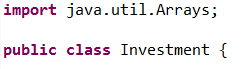 import java.util.Arrays;
public class Investment {